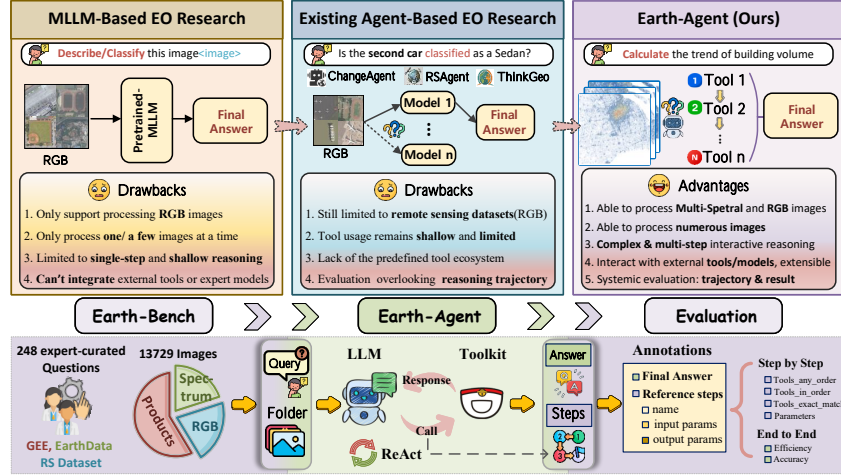 MLLM-Based EO Research
Describe/Classify this image<image>
RGB
Pretrained-
MLLM
Final
Answer
Drawbacks
1. Only support processing RGB images
2. Only process one/ a few images at a time
3. Limited to single-step and shallow reasoning
4. Can't integrate external tools or expert models
Existing Agent-Based EO Research
Is the second car classified as a Sedan?
ChangeAgent RSAgent ThinkGeo
RGB
Model 1
Model n
Final
Answer
Drawbacks
1. Still limited to remote sensing datasets(RGB)
2. Tool usage remains shallow and limited
3. Lack of the predefined tool ecosystem
4. Evaluation overlooking reasoning trajectory
Earth-Agent (Ours)
Calculate the trend of building volume
1 Tool 1
2 Tool 2
N Tool n
Final
Answer
Advantages
1. Able to process Multi-Spetral and RGB images
2. Able to process numerous images
3. Complex & multi-step interactive reasoning
4. Interact with external tools/models, extensible
5. Systemic evaluation: trajectory & result
Earth-Bench
Earth-Agent
Evaluation
248 expert-curated
Questions
GEE, EarthData
RS Dataset
13729 Images
Spec-
trum
Products
RGB
Query
Folder
LLM
Toolkit
Response
Call
ReAct
Answer
Q
A
Steps
1
2
3
Annotations
Final Answer
Reference steps
name
input params
output params
Step by Step
Tools_any_order
Tools_in_order
Tools_exact_match
Parameters
End to End
Efficiency
Accuracy